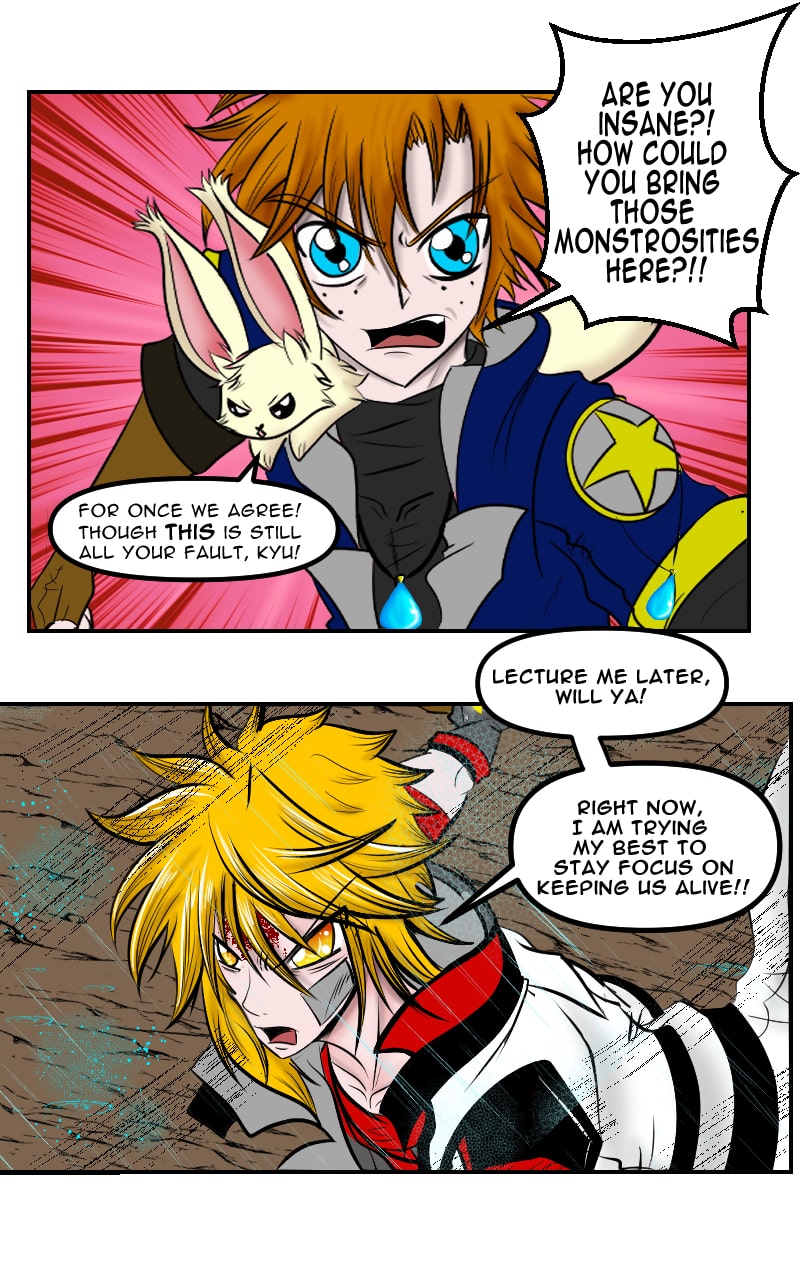 ARE YOU
INSANE?!
HOW COULD
YOU BRING
THOSE
MONSTROSITIES
HERE?!!
FOR ONCE WE AGREE!
THOUGH THIS IS STILL
ALL YOUR FAULT, KYU!
LECTURE ME LATER,
WILL YA!
RIGHT NOW,
I AM TRYING
MY BEST TO
STAY FOCUS ON
KEEPING US ALIVE!!